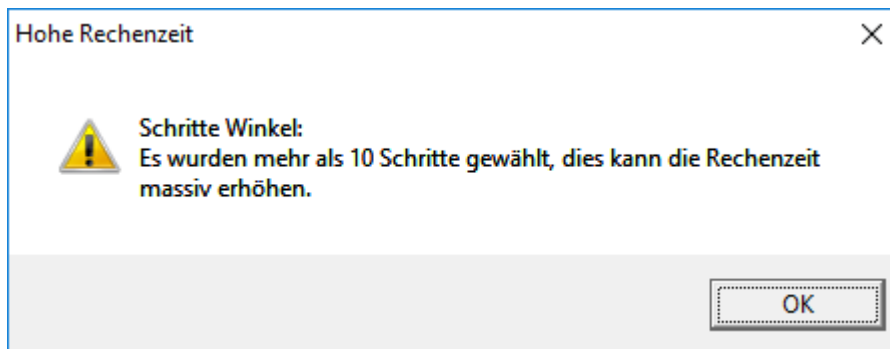 Hohe Rechenzeit
Schritte Winkel:
Es wurden mehr als 10 Schritte gewählt, dies kann die Rechenzeit
massiv erhöhen.
OK